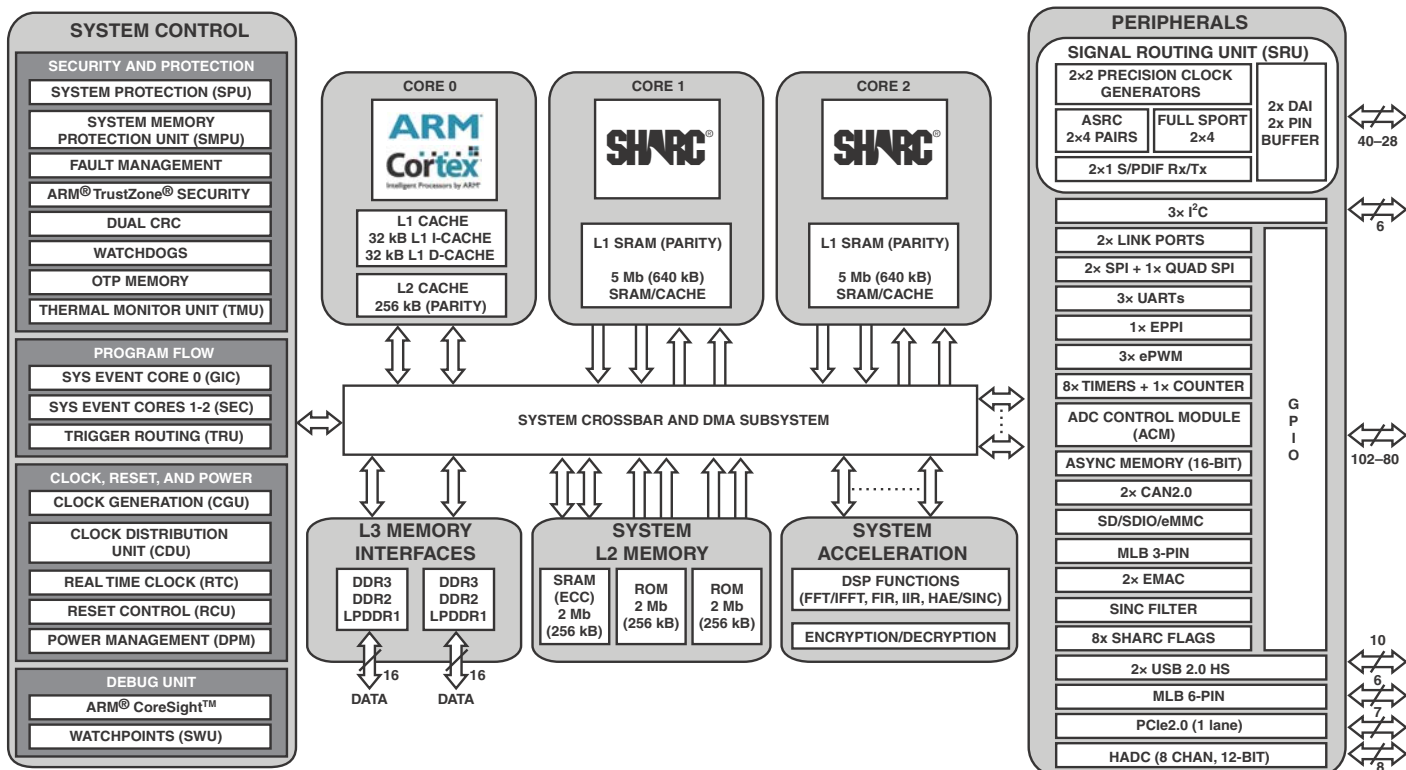 SYSTEM CONTROL
SECURITY AND PROTECTION
SYSTEM PROTECTION (SPU)
SYSTEM MEMORY
PROTECTION UNIT (SMPU)
FAULT MANAGEMENT
ARM® TrustZone® SECURITY
DUAL CRC
WATCHDOGS
OTP MEMORY
THERMAL MONITOR UNIT (TMU)
PROGRAM FLOW
SYS EVENT CORE 0 (GIC)
SYS EVENT CORES 1-2 (SEC)
TRIGGER ROUTING (TRU)
CLOCK, RESET, AND POWER
CLOCK GENERATION (CGU)
CLOCK DISTRIBUTION
UNIT (CDU)
REAL TIME CLOCK (RTC)
RESET CONTROL (RCU)
POWER MANAGEMENT (DPM)
DEBUG UNIT
ARM® CoreSight™
WATCHPOINTS (SWU)
CORE 0
ARM
Cortex
Intelligent Processors by ARM®
L1 CACHE
32 kB L1 I-CACHE
32 kB L1 D-CACHE
L2 CACHE
256 kB (PARITY)
CORE 1
SHARC®
L1 SRAM (PARITY)
5 Mb (640 kB)
SRAM/CACHE
CORE 2
SHARC®
L1 SRAM (PARITY)
5 Mb (640 kB)
SRAM/CACHE
SYSTEM CROSSBAR AND DMA SUBSYSTEM
L3 MEMORY
INTERFACES
DDR3
DDR2
LPDDR1
DDR3
DDR2
LPDDR1
16
16
DATA
DATA
SYSTEM
L2 MEMORY
SRAM
(ECC)
2 Mb
(256 kB)
ROM
2 Mb
(256 kB)
ROM
2 Mb
(256 kB)
SYSTEM
ACCELERATION
DSP FUNCTIONS
(FFT/IFFT, FIR, IIR, HAE/SINC)
ENCRYPTION/DECRYPTION
PERIPHERALS
SIGNAL ROUTING UNIT (SRU)
2×2 PRECISION CLOCK
GENERATORS
ASRC
2×4 PAIRS
FULL SPORT
2×4
2×1 S/PDIF Rx/Tx
2x DAI
2x PIN
BUFFER
40–28
3× I²C
6
2× LINK PORTS
2× SPI + 1× QUAD SPI
3× UARTs
1× EPPI
3× ePWM
8× TIMERS + 1× COUNTER
ADC CONTROL MODULE
(ACM)
ASYNC MEMORY (16-BIT)
2× CAN2.0
SD/SDIO/eMMC
MLB 3-PIN
2× EMAC
SINC FILTER
8x SHARC FLAGS
G
P
I
O
102–80
2× USB 2.0 HS
10
MLB 6-PIN
6
PCIe2.0 (1 lane)
7
HADC (8 CHAN, 12-BIT)
8